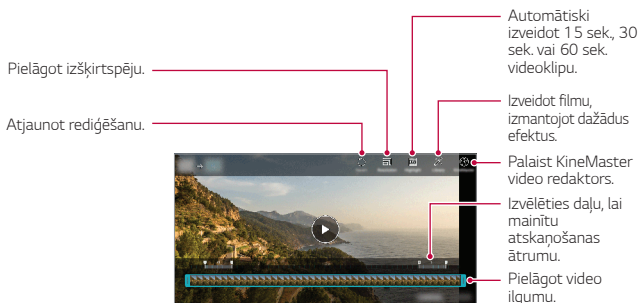 Pielāgot izšķirtspēju.
Atjaunot rediģēšanu.
Automātiski
izveidot 15 sek., 30
sek. vai 60 sek.
videoklipu.
Izveidot filmu,
izmantojot dažādus
efektus.
Palaist KineMaster
video redaktors.
Izvēlēties daļu, lai
mainītu
atskaņošanas
ātrumu.
Pielāgot video
ilgumu.